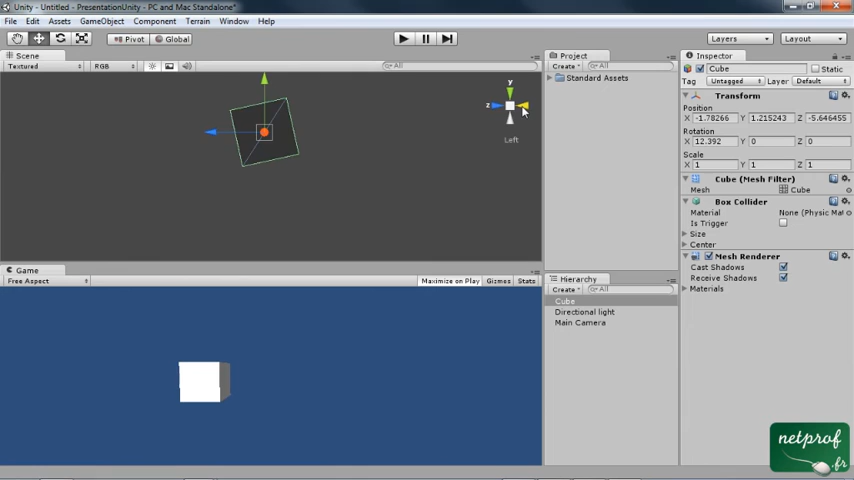 Unity - Untitled - PresentationUnity - PC and Mac Standalone*
File Edit Assets GameObject Component Terrain Window Help
Pivot Global Layers Layout
Scene
Textured RGB All
y
z
Left
Game
Free Aspect Maximize on Play Gizmos Stats
Project
Create All
Standard Assets
Hierarchy
Create All
Cube
Directional light
Main Camera
Inspector
Cube Static
Tag Untagged Layer Default
Transform
Position
X -1.78266 Y 1.215243 Z -5.646455
Rotation
X 12.392 Y 0 Z 0
Scale
X 1 Y 1 Z 1
Cube (Mesh Filter)
Mesh Cube
Box Collider
Material None (Physic Mat
Is Trigger
Size
Center
Mesh Renderer
Cast Shadows
Receive Shadows
Materials
netprof
.fr